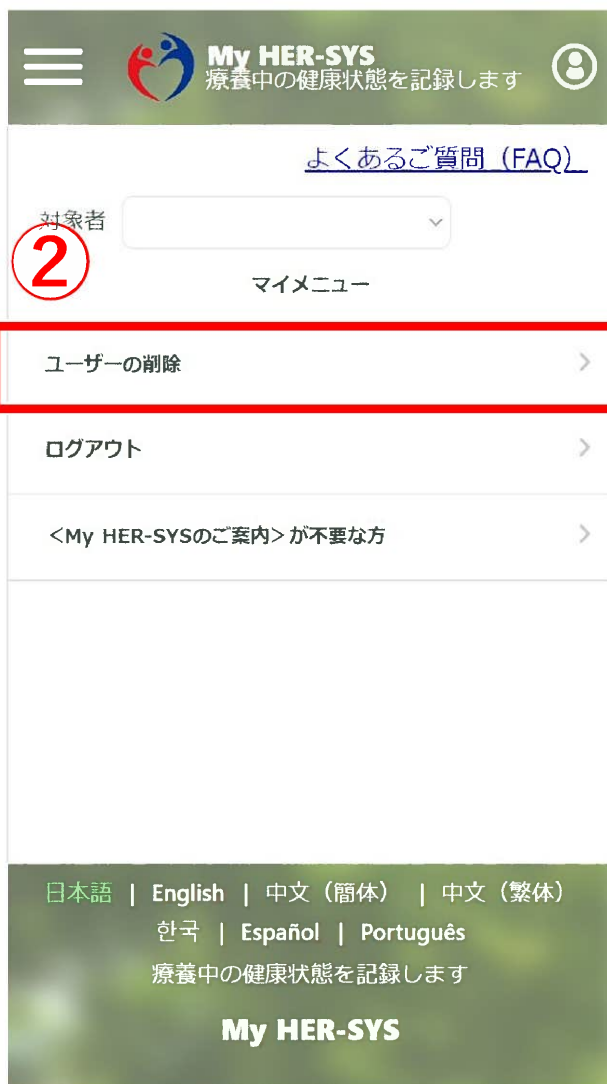 My HER-SYS
療養中の健康状態を記録します
よくあるご質問（FAQ）
対象者
②
マイメニュー
ユーザーの削除
ログアウト
＜My HER-SYSのご案内＞が不要な方
日本語 | English | 中文（簡体） | 中文（繁体）
한국 | Español | Português
療養中の健康状態を記録します
My HER-SYS